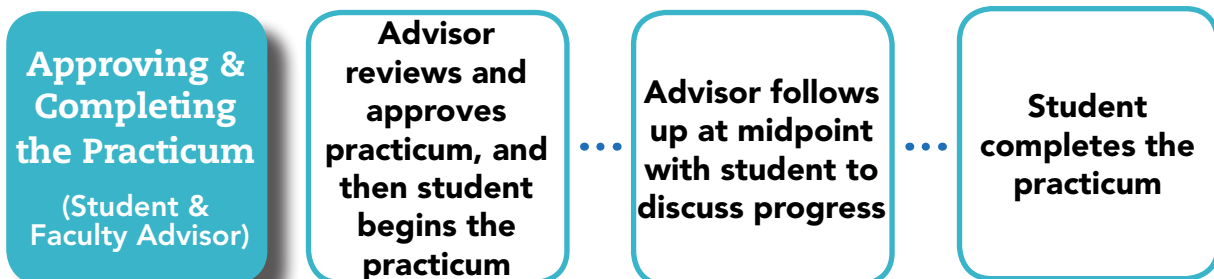 Approving &
Completing
the Practicum
(Student &
Faculty Advisor)
Advisor
reviews and
approves
practicum, and
then student
begins the
practicum
Advisor follows
up at midpoint
with student to
discuss progress
Student
completes the
practicum